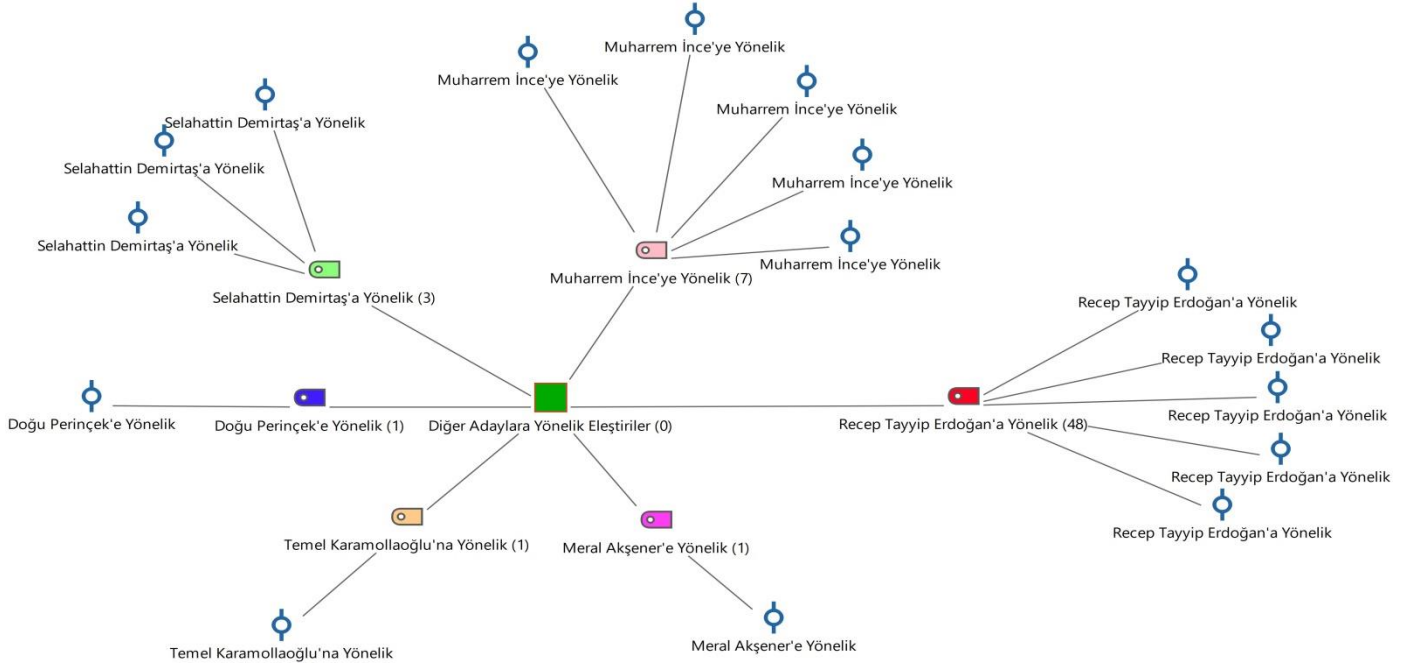 Muharrem İnce'ye Yönelik
Muharrem İnce'ye Yönelik
Muharrem İnce'ye Yönelik
Selahattin Demirtaş'a Yönelik
Selahattin Demirtaş'a Yönelik
Muharrem İnce'ye Yönelik
Selahattin Demirtaş'a Yönelik
Muharrem İnce'ye Yönelik
Muharrem İnce'ye Yönelik (7)
Selahattin Demirtaş'a Yönelik (3)
Recep Tayyip Erdoğan'a Yönelik
Recep Tayyip Erdoğan'a Yönelik
Recep Tayyip Erdoğan'a Yönelik
Doğu Perinçek'e Yönelik
Doğu Perinçek'e Yönelik (1)
Diğer Adaylara Yönelik Eleştiriler (0)
Recep Tayyip Erdoğan'a Yönelik (48)
Recep Tayyip Erdoğan'a Yönelik
Recep Tayyip Erdoğan'a Yönelik
Temel Karamollaoğlu'na Yönelik (1)
Meral Akşener'e Yönelik (1)
Temel Karamollaoğlu'na Yönelik
Meral Akşener'e Yönelik